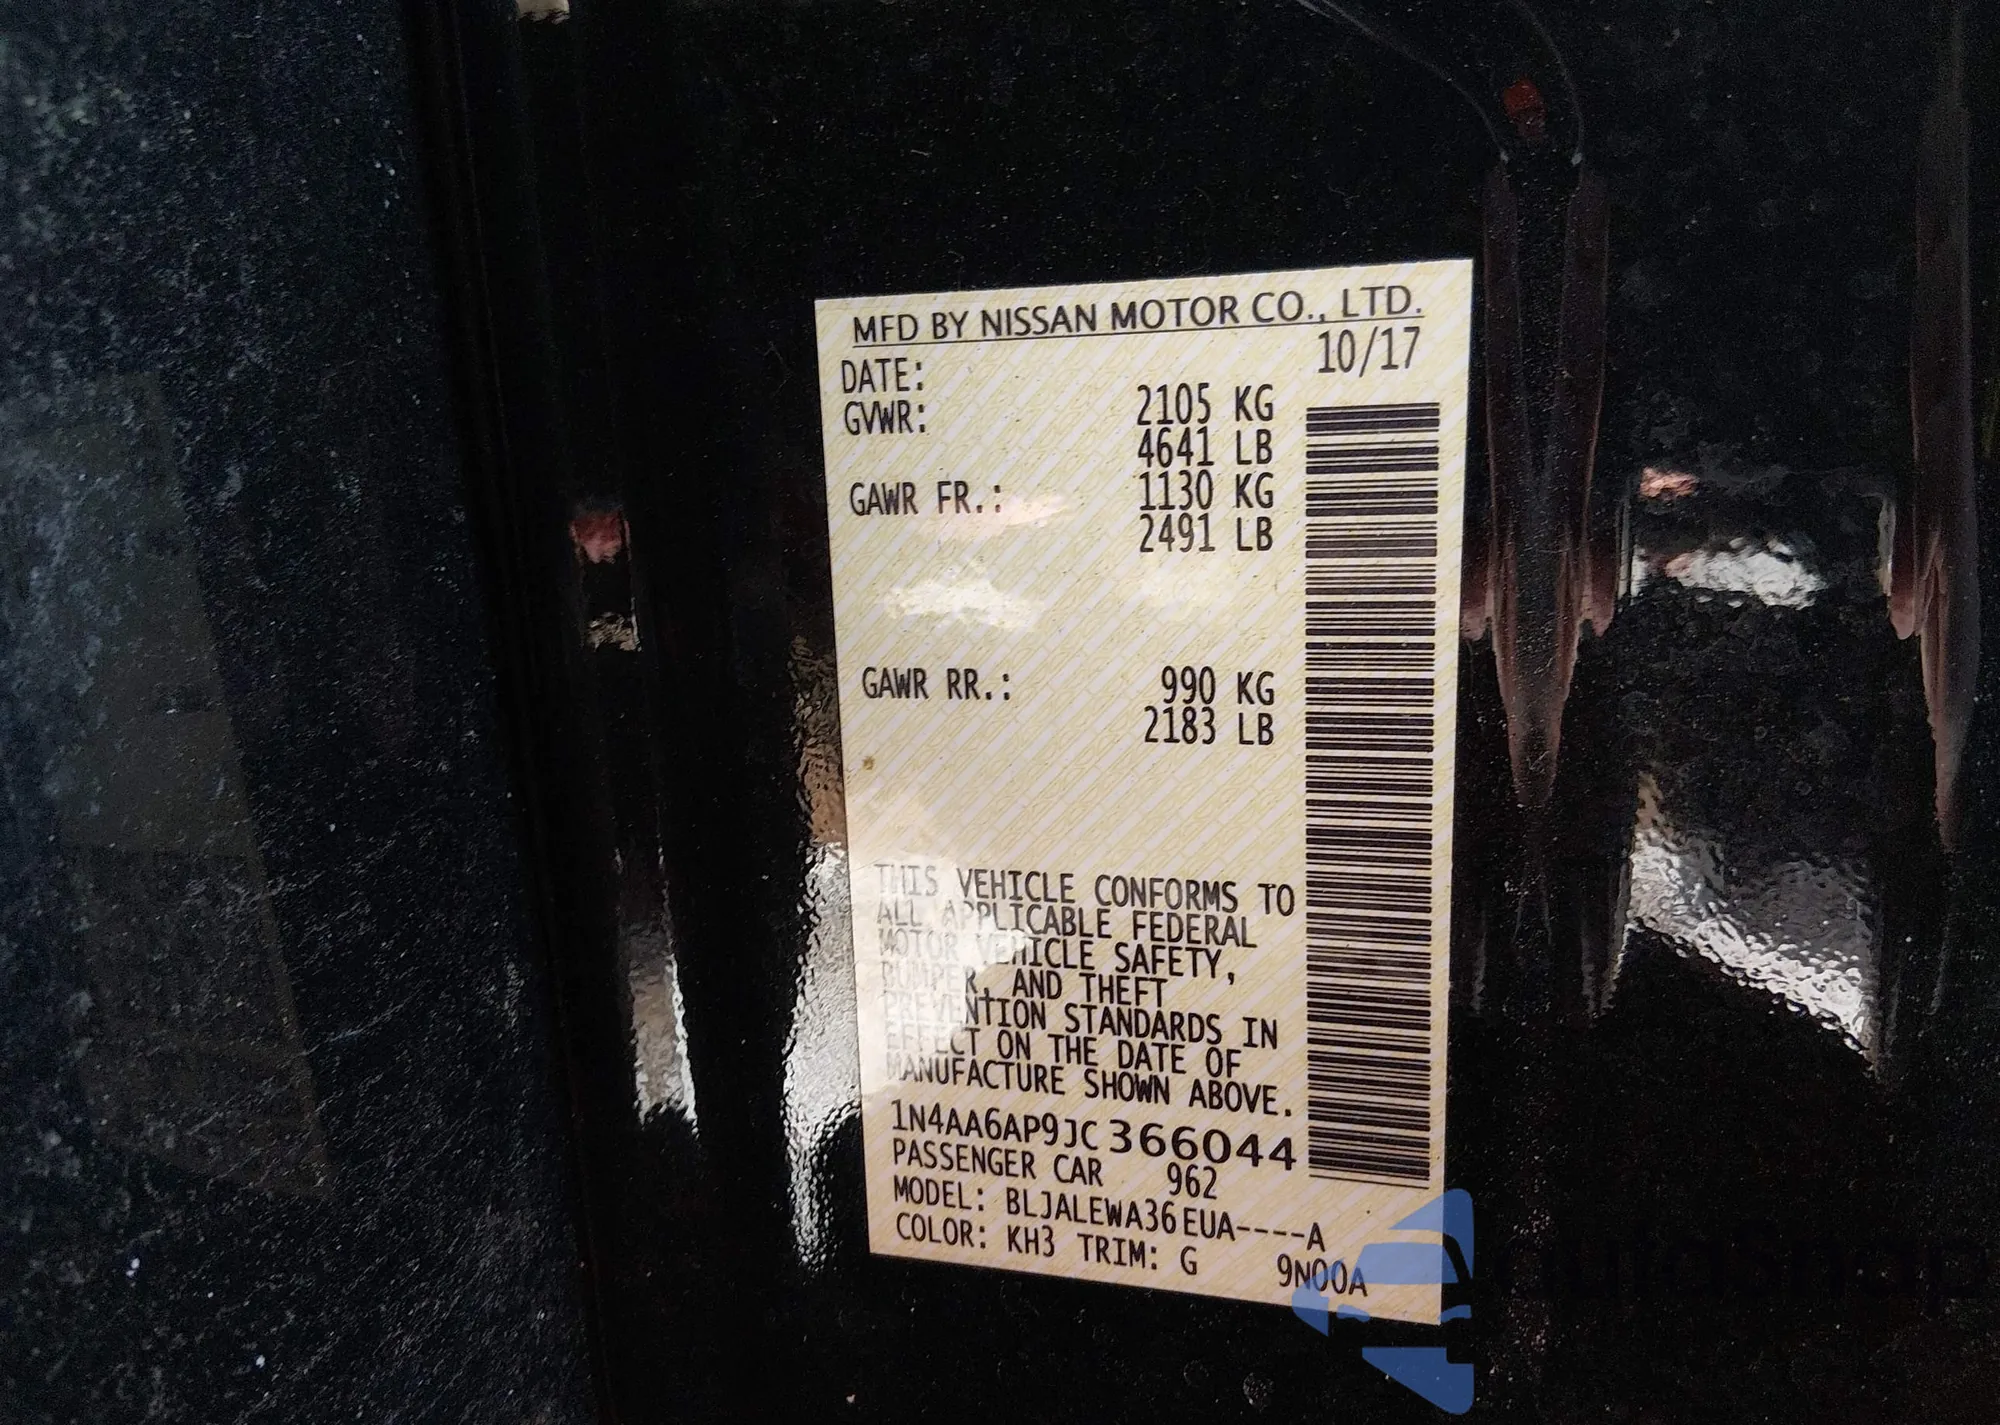 MFD BY NISSAN MOTOR CO., LTD.
DATE: 10/17
GVWR: 2105 KG
4641 LB
GAWR FR.: 1130 KG
2491 LB
GAWR RR.: 990 KG
2183 LB
THIS VEHICLE CONFORMS TO
ALL APPLICABLE FEDERAL
MOTOR VEHICLE SAFETY,
BUMPER, AND THEFT
PREVENTION STANDARDS IN
EFFECT ON THE DATE OF
MANUFACTURE SHOWN ABOVE.
1N4AA6AP9JC366044
PASSENGER CAR 962
MODEL: BLJALEWA36EUA----A
COLOR: KH3 TRIM: G 9N00A